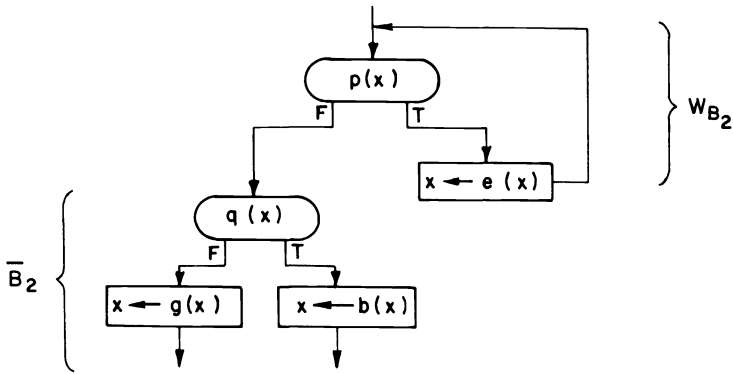 p(x)
F T
W_B₂
x ← e (x)
q (x)
F T
B̅₂
x ← g(x)
x ← b(x)